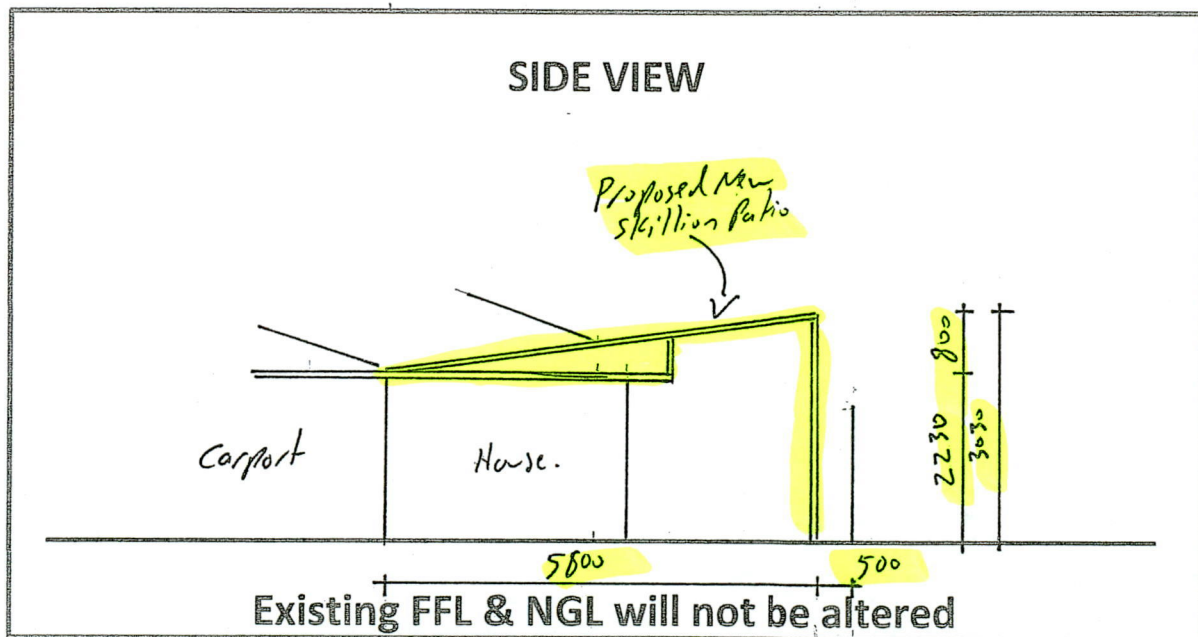 SIDE VIEW
Proposed New
skillion Patio
800
2230
3030
Carport
House.
5800
500
Existing FFL & NGL will not be altered